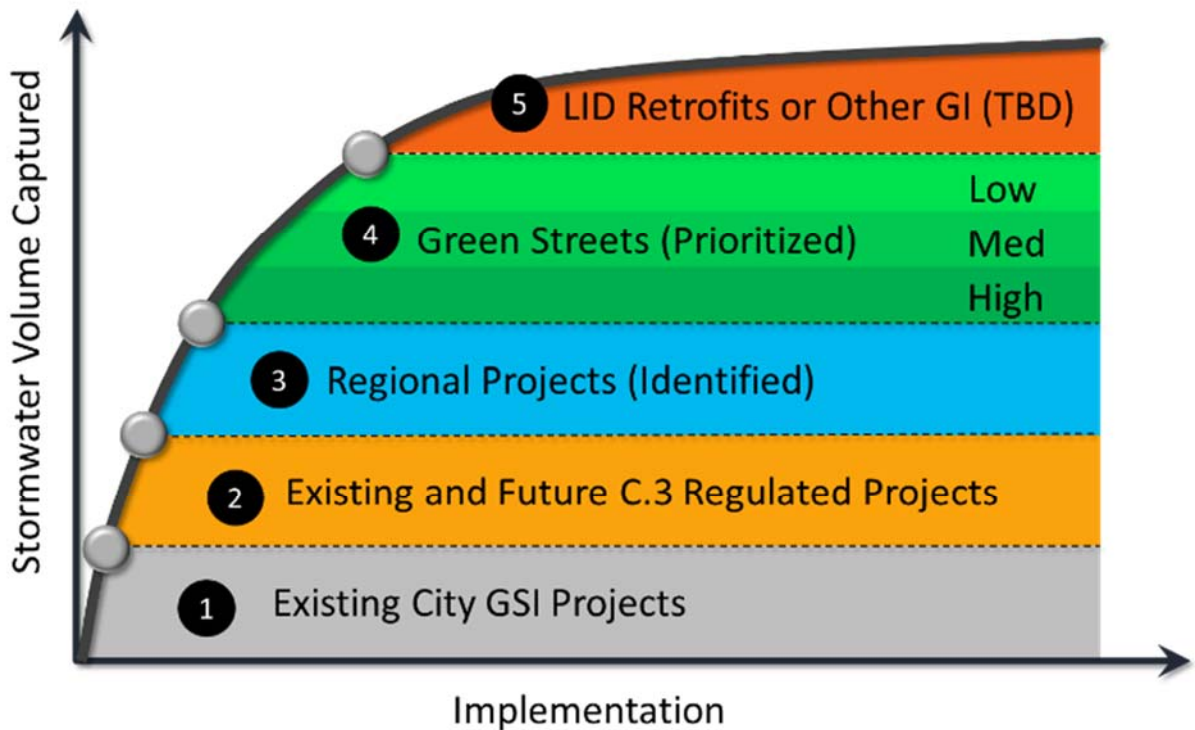 Stormwater Volume Captured
5 LID Retrofits or Other GI (TBD)
Low
4 Green Streets (Prioritized) Med
High
3 Regional Projects (Identified)
2 Existing and Future C.3 Regulated Projects
1 Existing City GSI Projects
Implementation